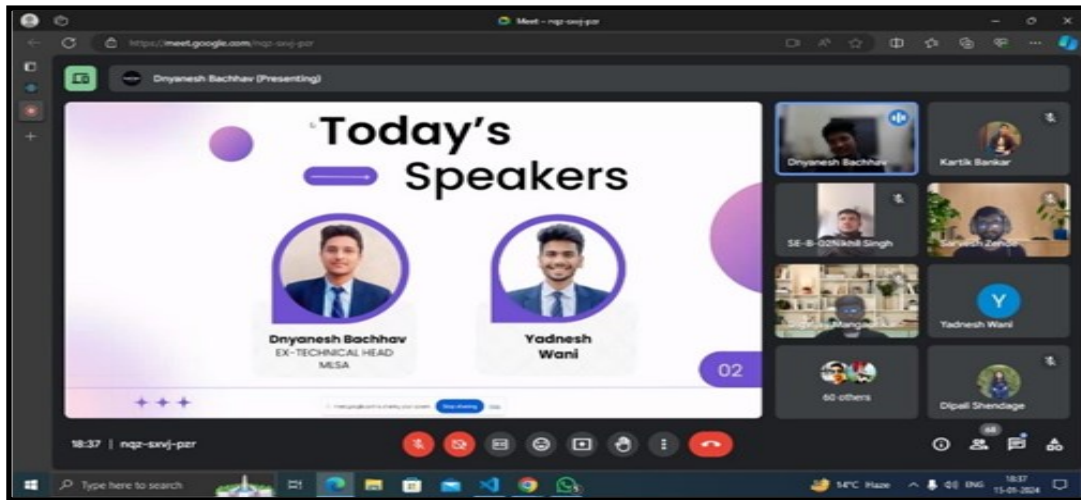 Meet – nqz-sxvj-pzr
https://meet.google.com/nqz-sxvj-pzr
Dnyanesh Bachhav (Presenting)
Today's
Speakers
Dnyanesh Bachhav
EX-TECHNICAL HEAD
MLSA
Yadnesh
Wani
02
Stop sharing
Dnyanesh Bachhav
Kartik Bankar
SE-B-02Nikhil Singh
Sarvesh Zende
Y
Yadnesh Wani
60 others
Dipali Shendage
18:37 | nqz-sxvj-pzr
68
Type here to search
14°C Haze
ENG
18:37
15-01-2024